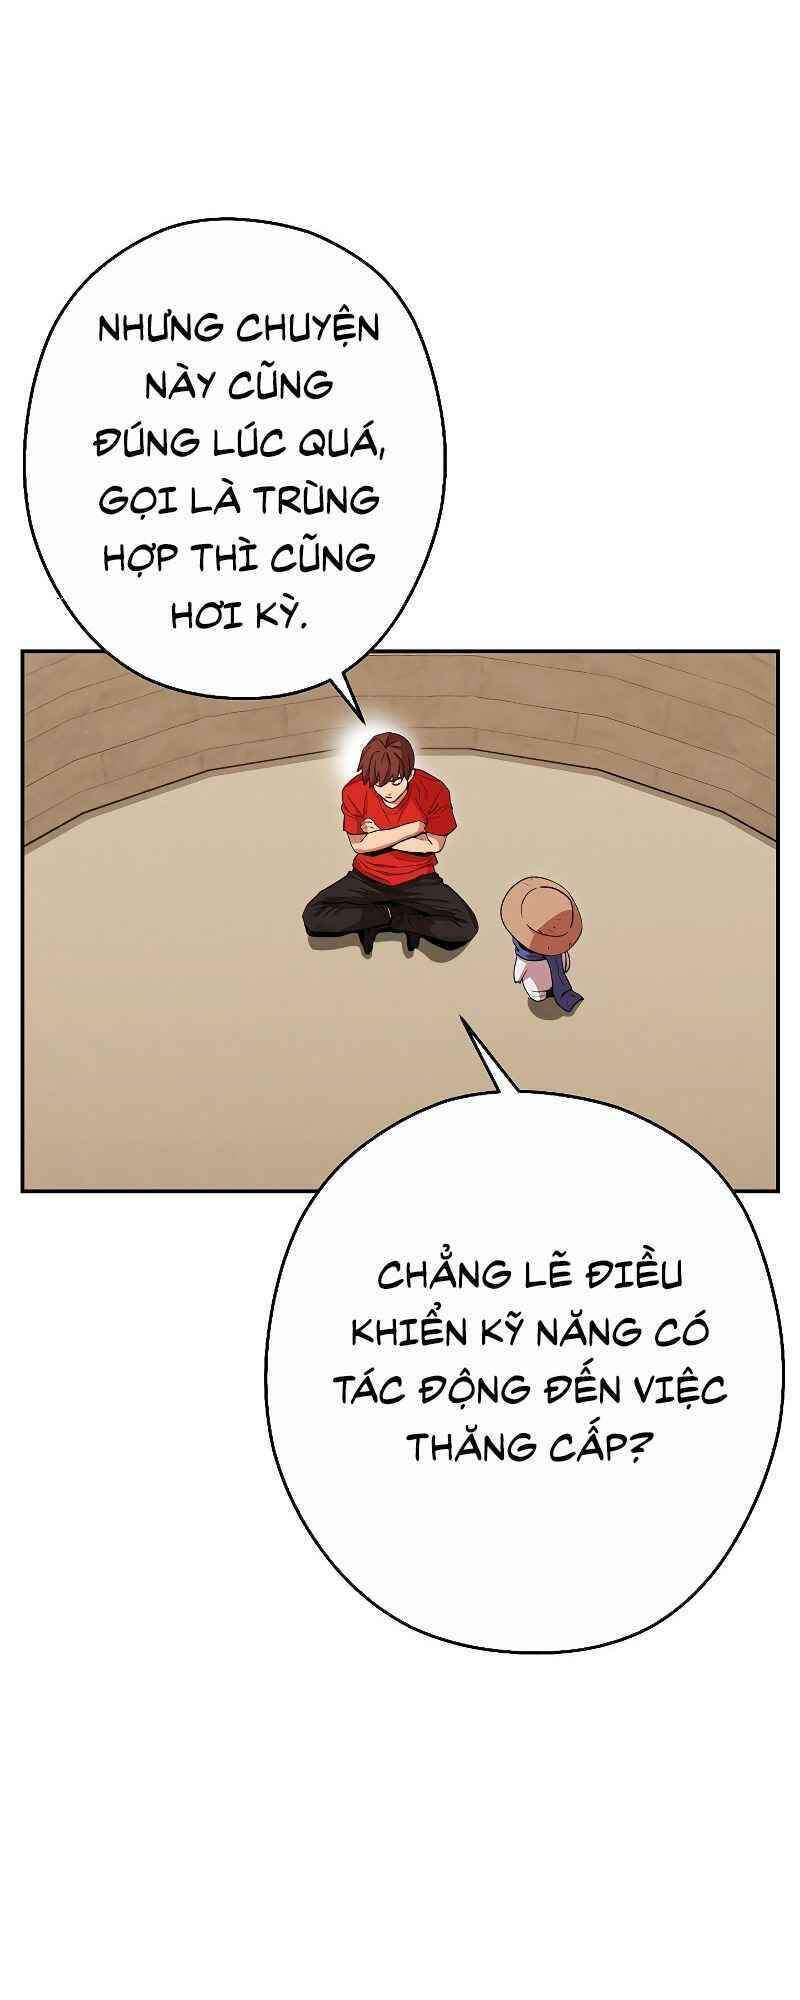 NHƯNG CHUYỆN
NÀY CŨNG
ĐÚNG LÚC QUÁ,
GỌI LÀ TRÙNG
HỢP THÌ CŨNG
HƠI KỲ.
CHẲNG LẼ ĐIỀU
KHIỂN KỸ NĂNG CÓ
TÁC ĐỘNG ĐẾN VIỆC
THĂNG CẤP?